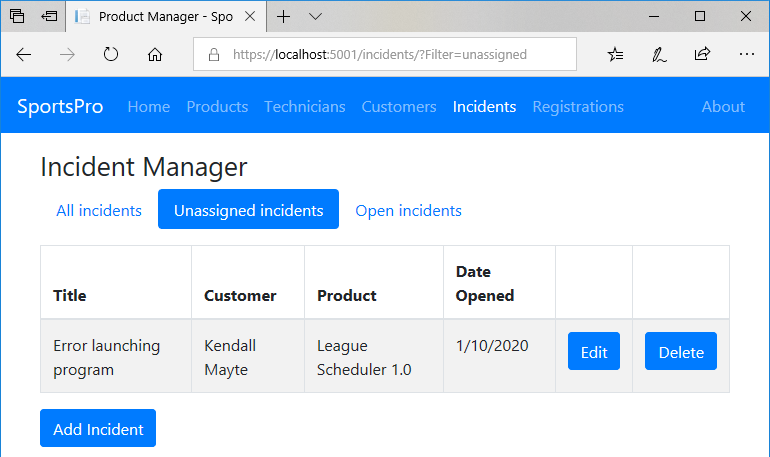 Product Manager - Spo
https://localhost:5001/incidents/?Filter=unassigned
SportsPro Home Products Technicians Customers Incidents Registrations About
Incident Manager
All incidents Unassigned incidents Open incidents
Title Customer Product Date Opened
Error launching program Kendall Mayte League Scheduler 1.0 1/10/2020 Edit Delete
Add Incident